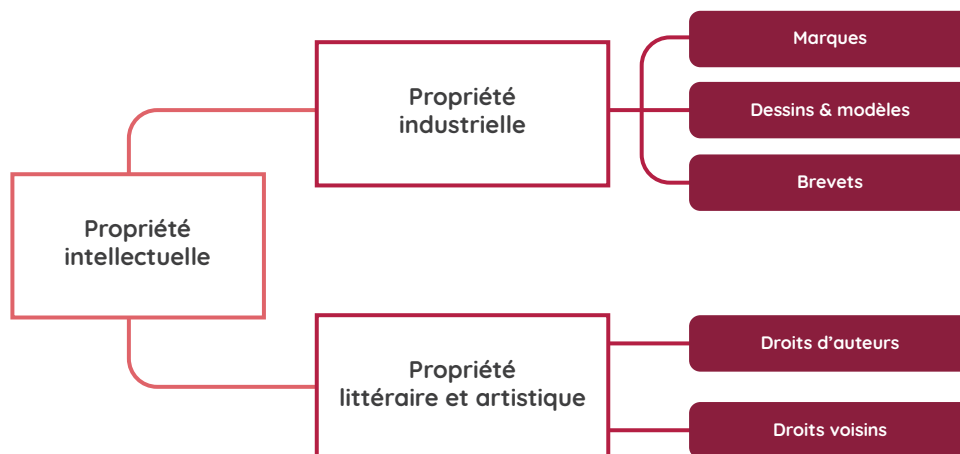 Propriété
intellectuelle
Propriété
industrielle
Marques
Dessins & modèles
Brevets
Propriété
littéraire et artistique
Droits d’auteurs
Droits voisins